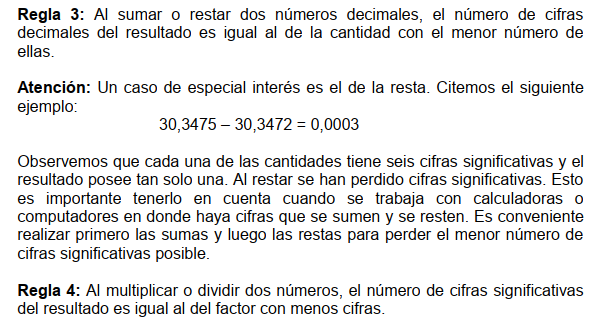 Regla 3: Al sumar o restar dos números decimales, el número de cifras
decimales del resultado es igual al de la cantidad con el menor número de
ellas.
Atención: Un caso de especial interés es el de la resta. Citemos el siguiente
ejemplo:
30,3475 – 30,3472 = 0,0003
Observemos que cada una de las cantidades tiene seis cifras significativas y el
resultado posee tan solo una. Al restar se han perdido cifras significativas. Esto
es importante tenerlo en cuenta cuando se trabaja con calculadoras o
computadores en donde haya cifras que se sumen y se resten. Es conveniente
realizar primero las sumas y luego las restas para perder el menor número de
cifras significativas posible.
Regla 4: Al multiplicar o dividir dos números, el número de cifras significativas
del resultado es igual al del factor con menos cifras.